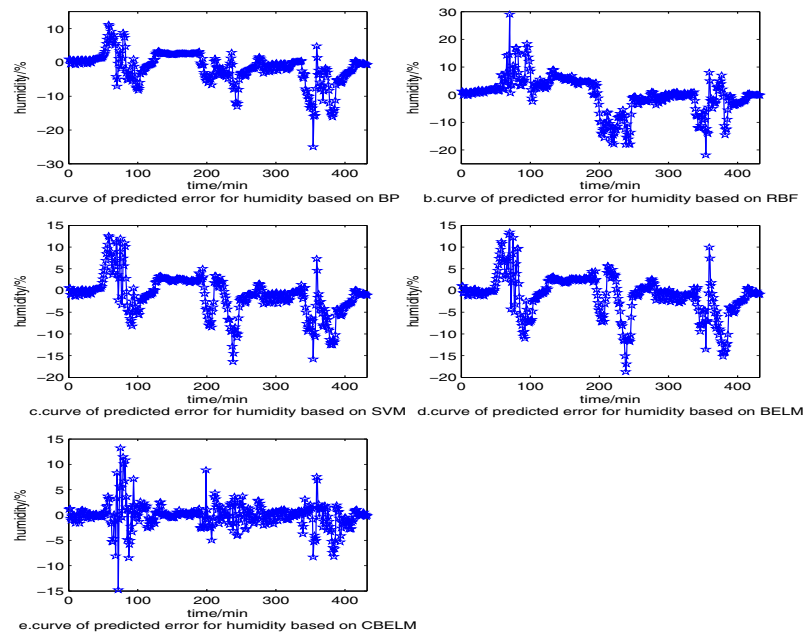 10
0
−10
−20
−30
humidity/%
0 100 200 300 400
time/min
a.curve of predicted error for humidity based on BP
30
20
10
0
−10
−20
humidity/%
0 100 200 300 400
time/min
b.curve of predicted error for humidity based on RBF
15
10
5
0
−5
−10
−15
−20
humidity/%
0 100 200 300 400
time/min
c.curve of predicted error for humidity based on SVM
15
10
5
0
−5
−10
−15
−20
humidity/%
0 100 200 300 400
time/min
d.curve of predicted error for humidity based on BELM
15
10
5
0
−5
−10
−15
humidity/%
0 100 200 300 400
time/min
e.curve of predicted error for humidity based on CBELM